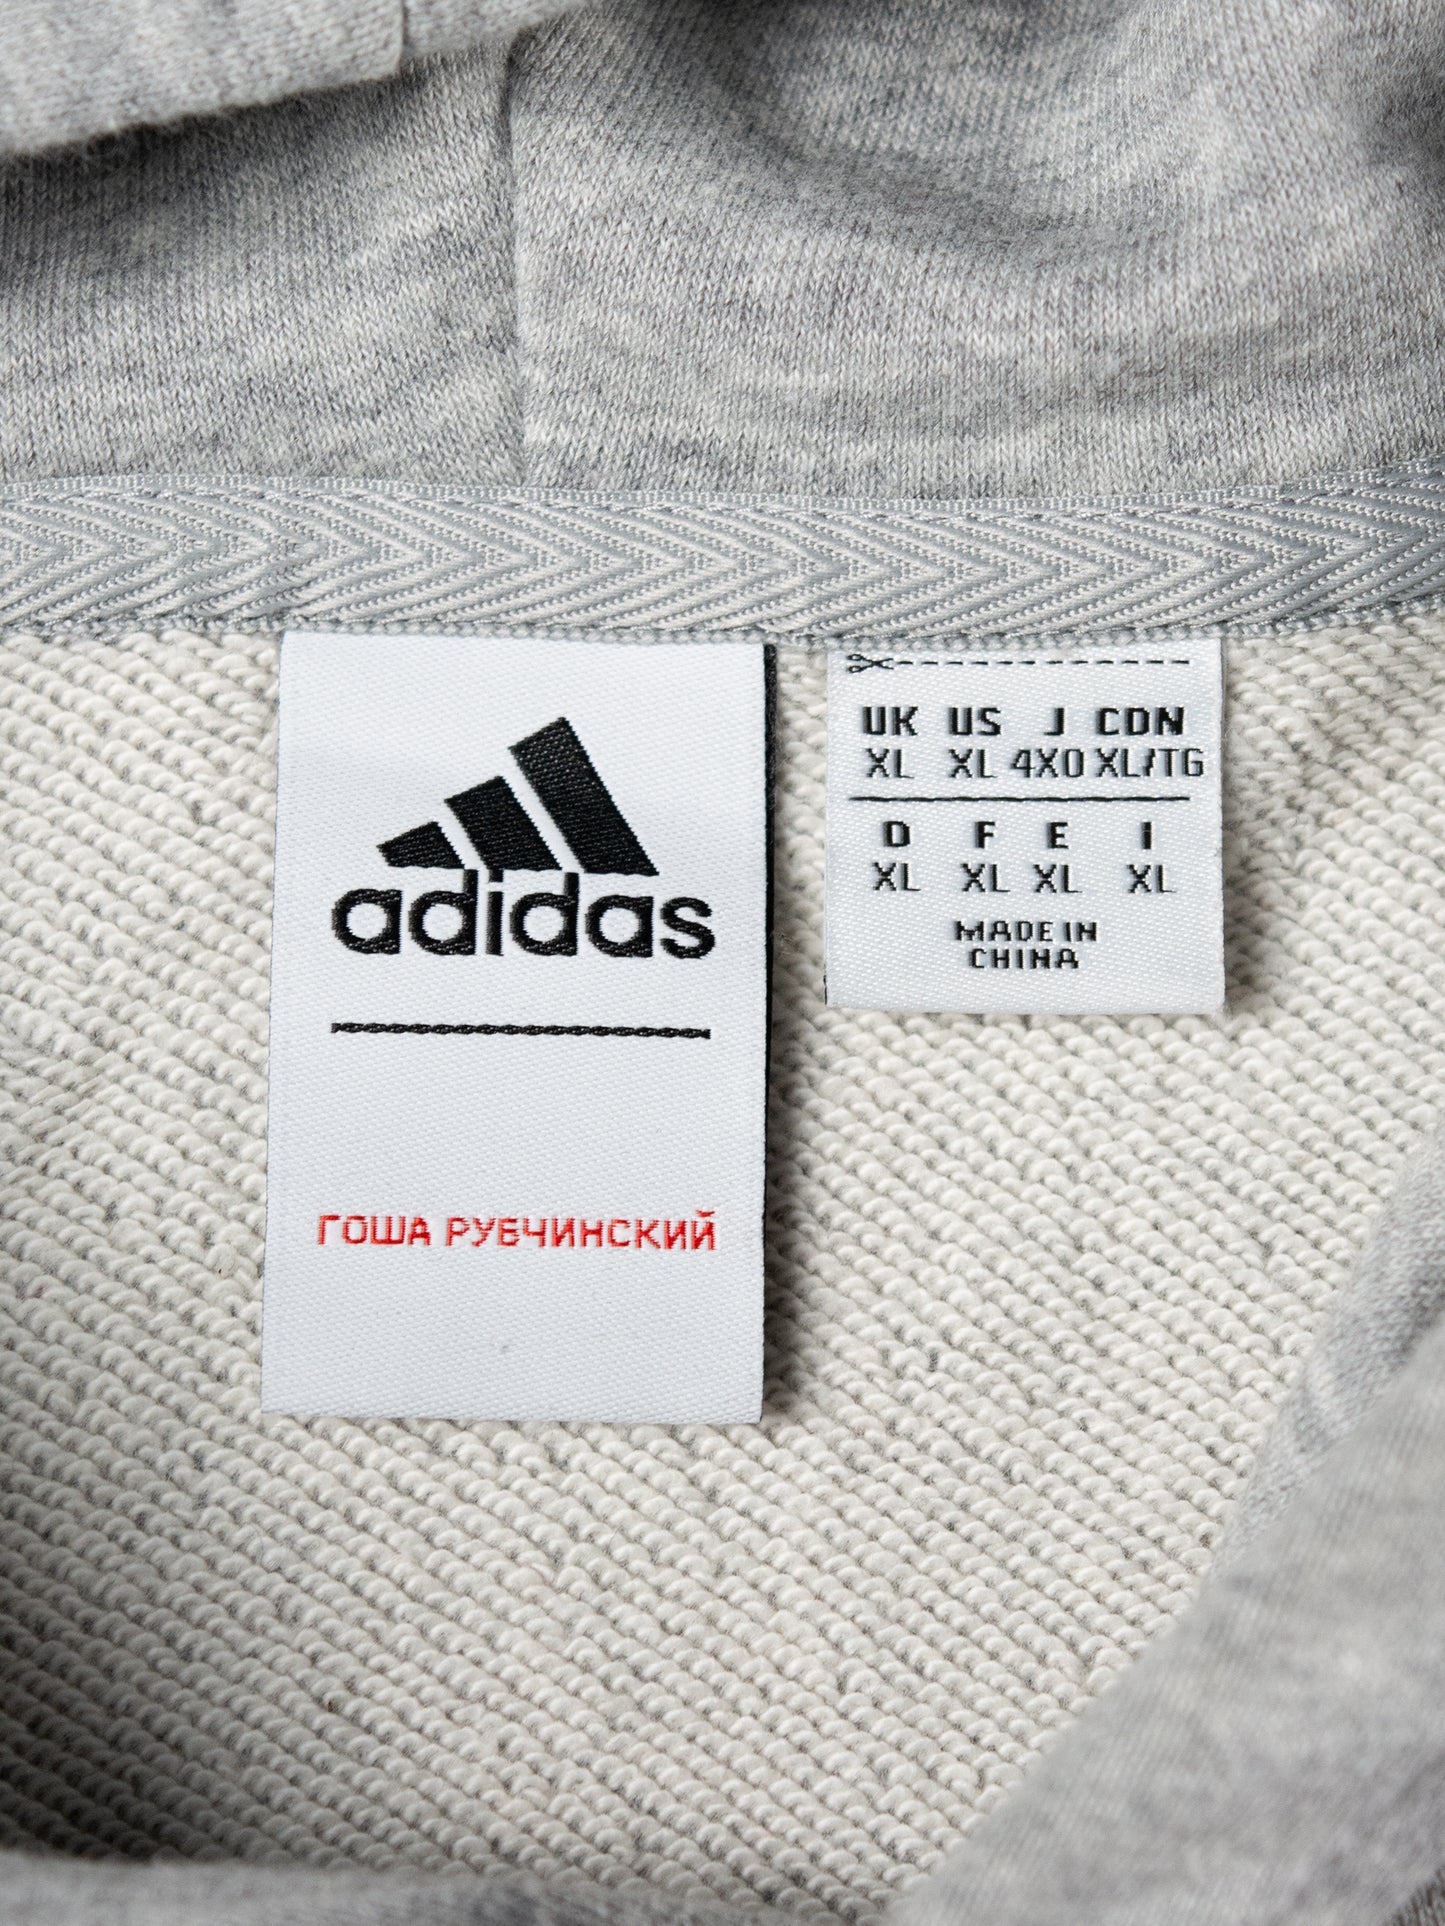 adidas
ГОША РУБЧИНСКИЙ
UK US J CDN
XL XL 4XO XL/TG
D F E I
XL XL XL XL
MADE IN
CHINA